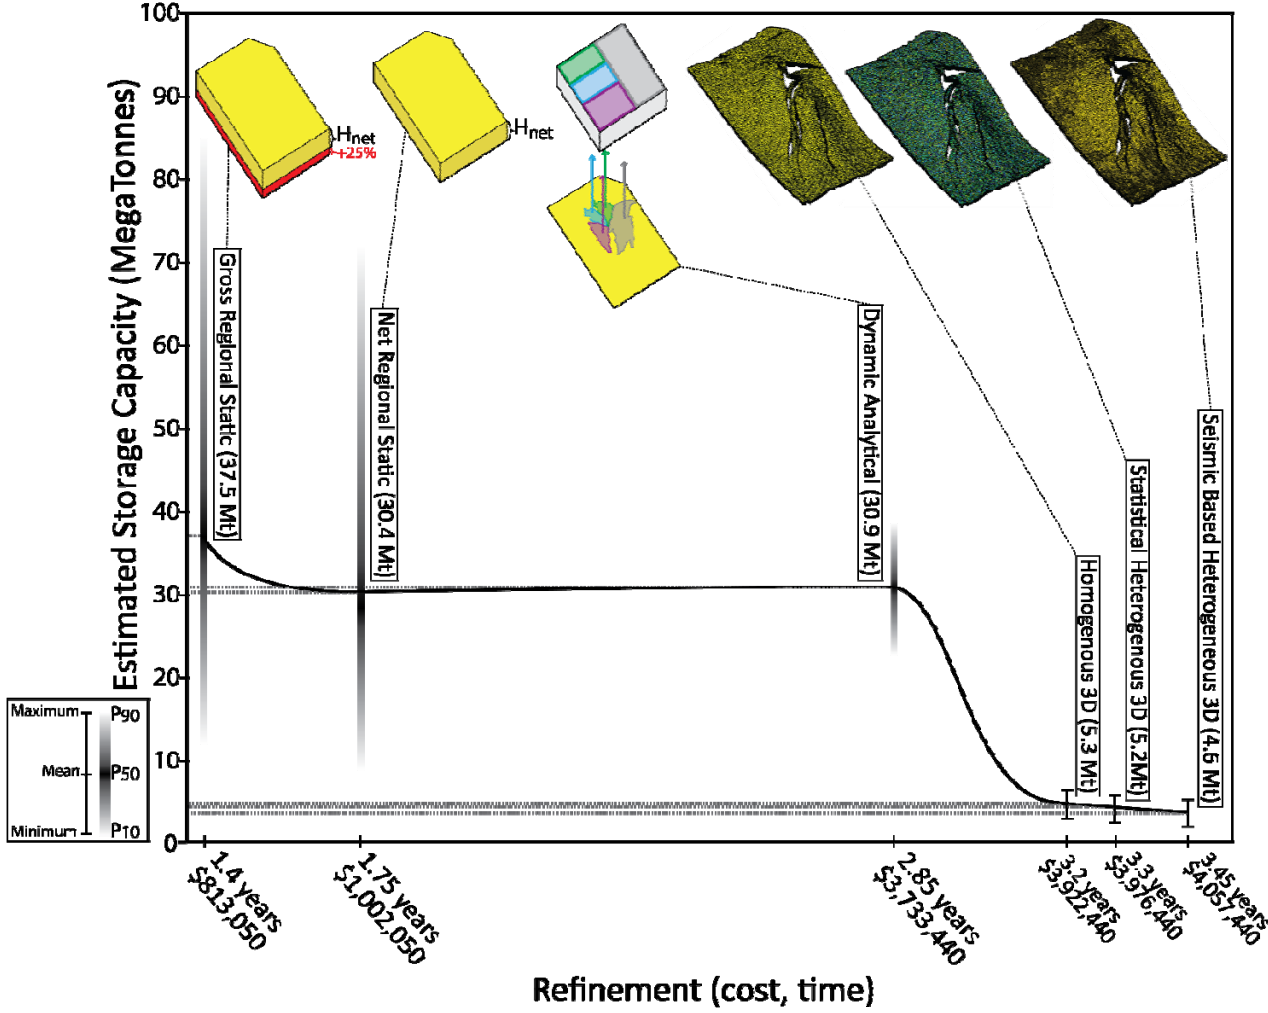 Estimated Storage Capacity (MegaTonnes)
100
90
80
70
60
50
40
30
20
10
0
Hnet
+25%
Hnet
Gross Regional Static (37.5 Mt)
Net Regional Static (30.4 Mt)
Dynamic Analytical (30.9 Mt)
Homogenous 3D (5.3 Mt)
Statistical Heterogenous 3D (5.2Mt)
Seismic Based Heterogeneous 3D (4.6 Mt)
Maximum
P90
Mean
P50
Minimum
P10
1.4 years
$813,050
1.75 years
$1,002,050
2.85 years
$3,733,440
3.2 years
$3,922,440
3.3 years
$3,976,440
3.45 years
$4,057,440
Refinement (cost, time)